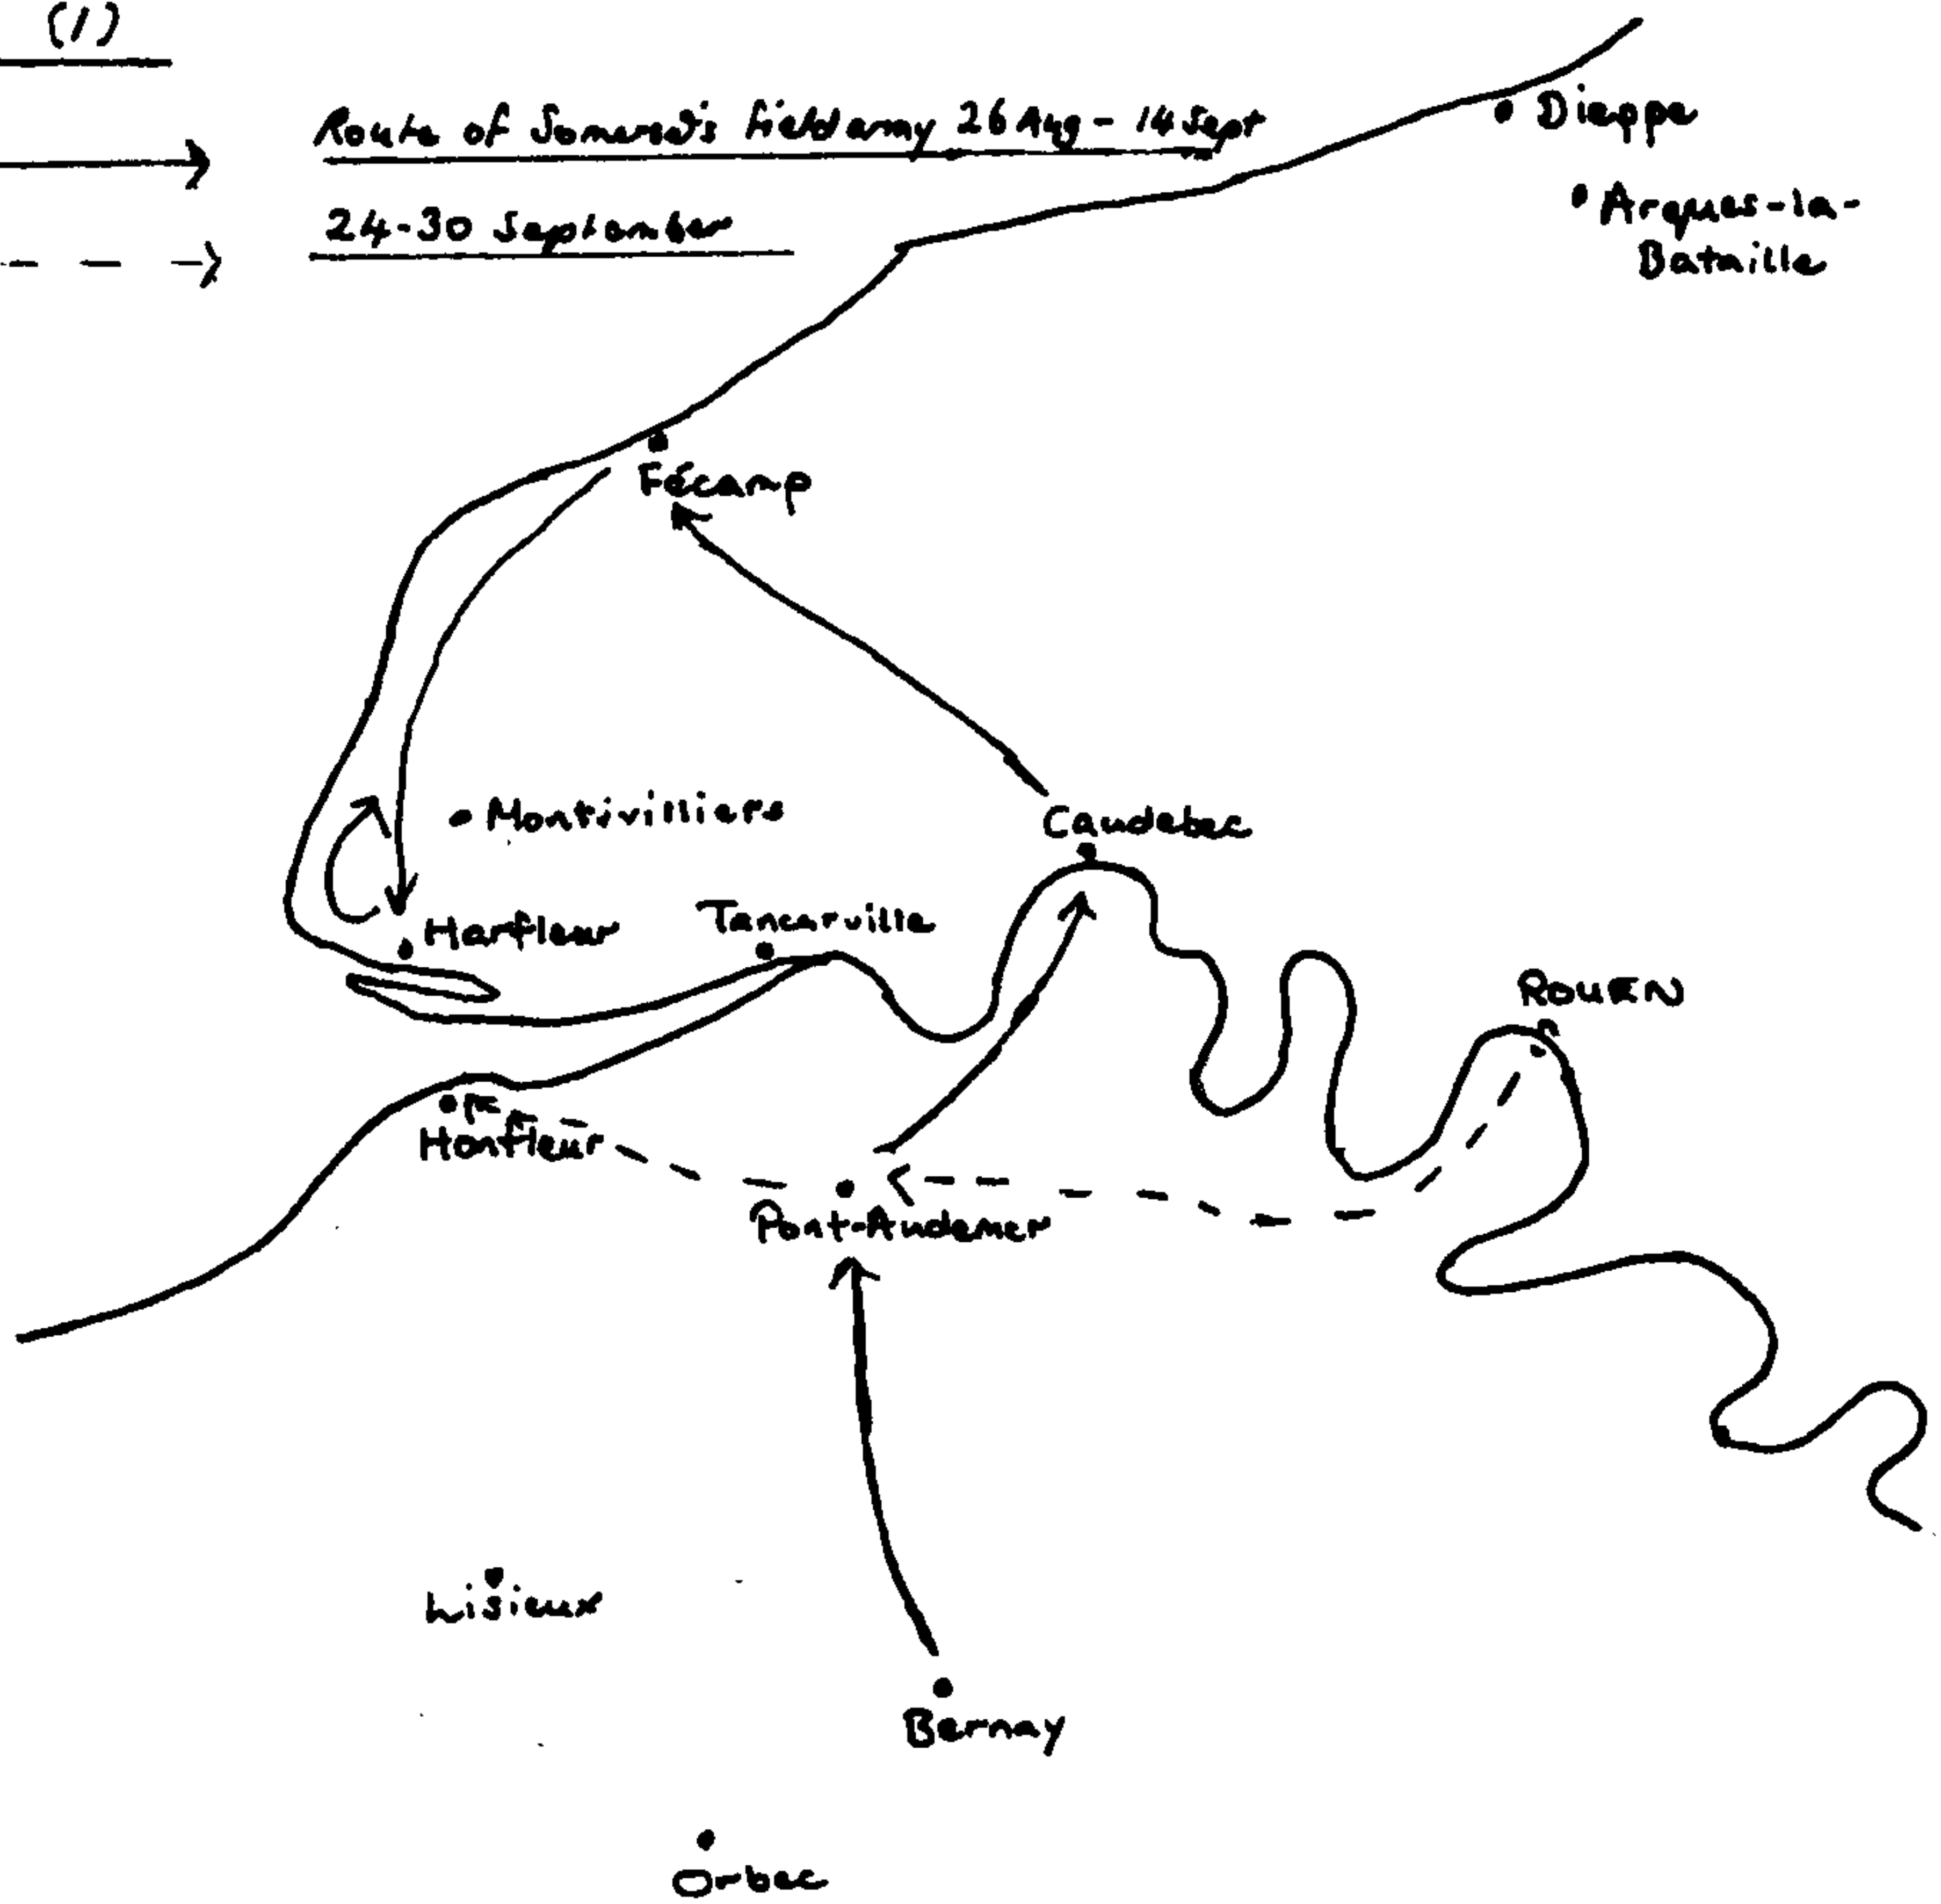 (1)
Route of Somerset's field army 26 Aug - 14 Sept
24-30 September
Dieppe
Arques-la-
Bataille
Fécamp
Montivilliers
Caudebec
Harfleur
Tancarville
ROUEN
Honfleur
Pont-Audemer
Lisieux
Bernay
Orbec